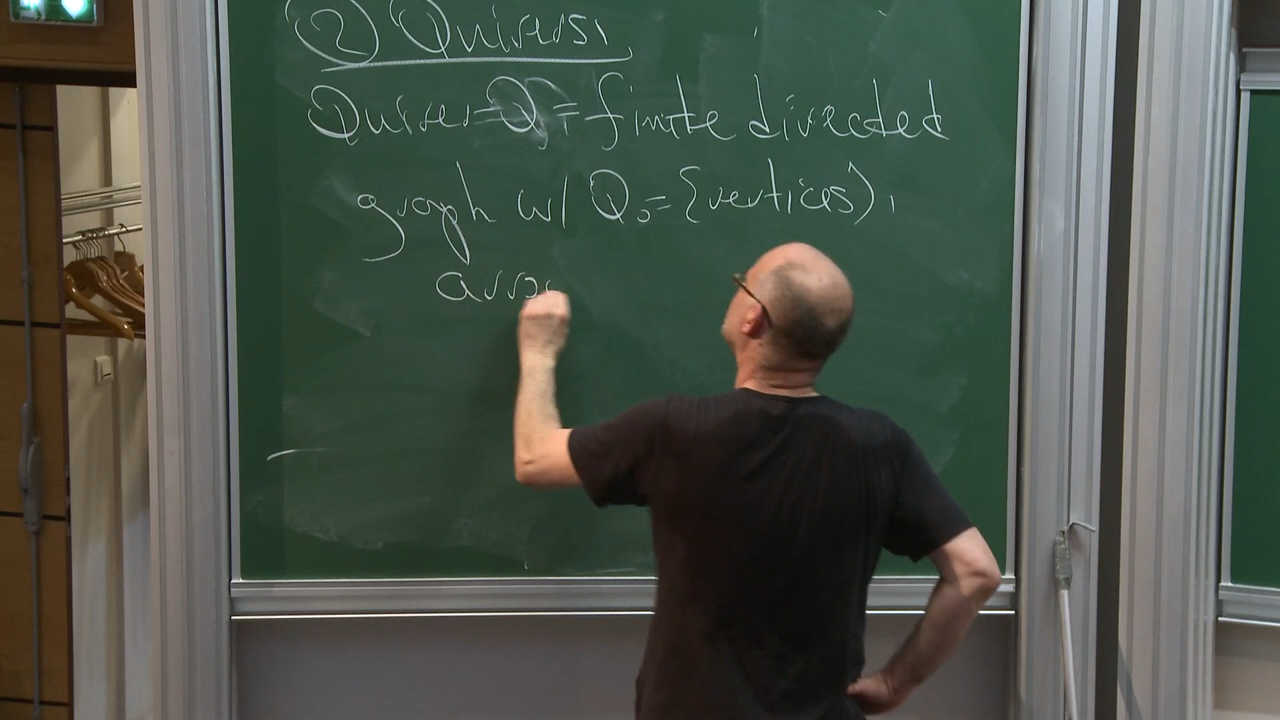 ② Quivers:
Quiver = Q = finite directed
graph w/ Q₀ = {vertices},
arro